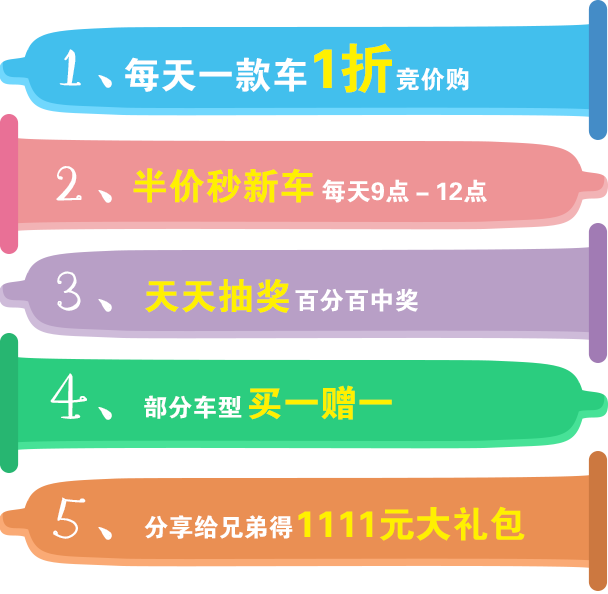 1、每天一款车1折竞价购
2、半价秒新车 每天9点 – 12点
3、天天抽奖百分百中奖
4、部分车型买一赠一
5、分享给兄弟得1111元大礼包